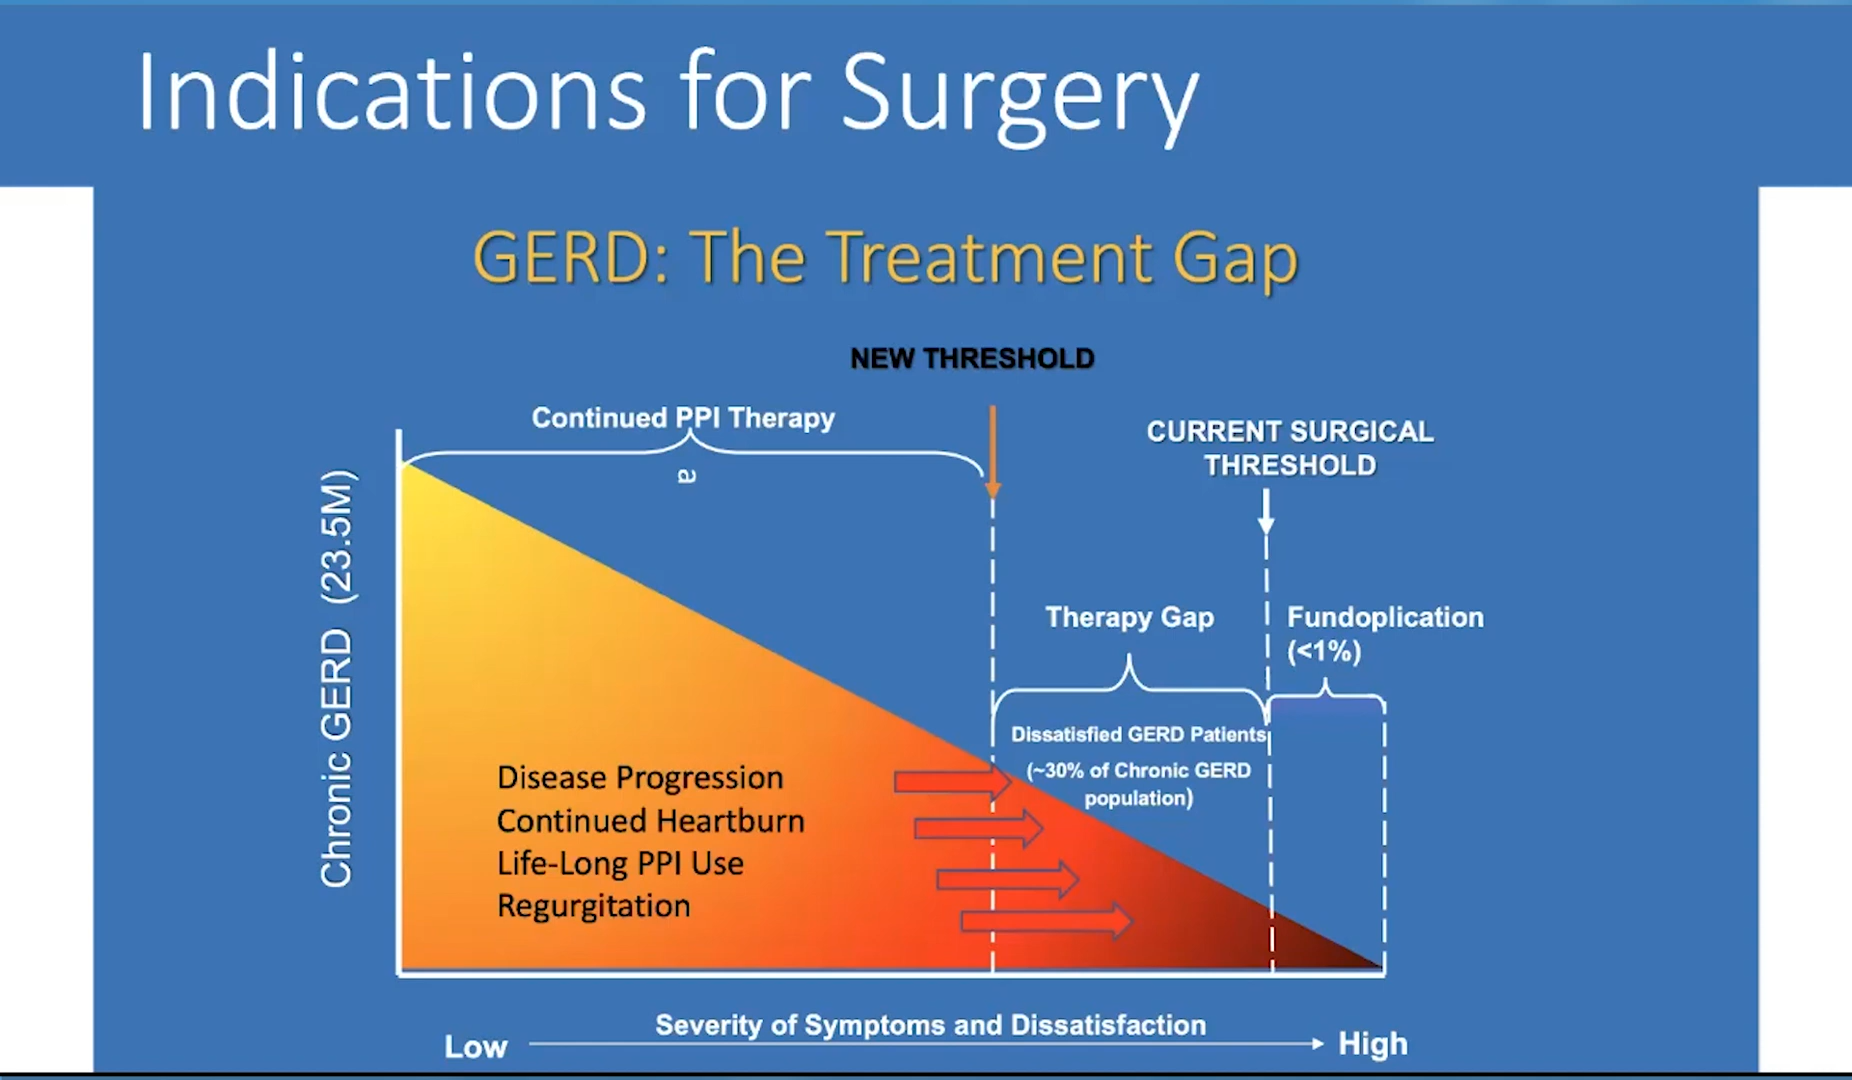 Indications for Surgery
GERD: The Treatment Gap
NEW THRESHOLD
Continued PPI Therapy
a
CURRENT SURGICAL
THRESHOLD
Chronic GERD (23.5M)
Therapy Gap
Fundoplication
(<1%)
Dissatisfied GERD Patients
(~30% of Chronic GERD
population)
Disease Progression
Continued Heartburn
Life-Long PPI Use
Regurgitation
Severity of Symptoms and Dissatisfaction
Low
High